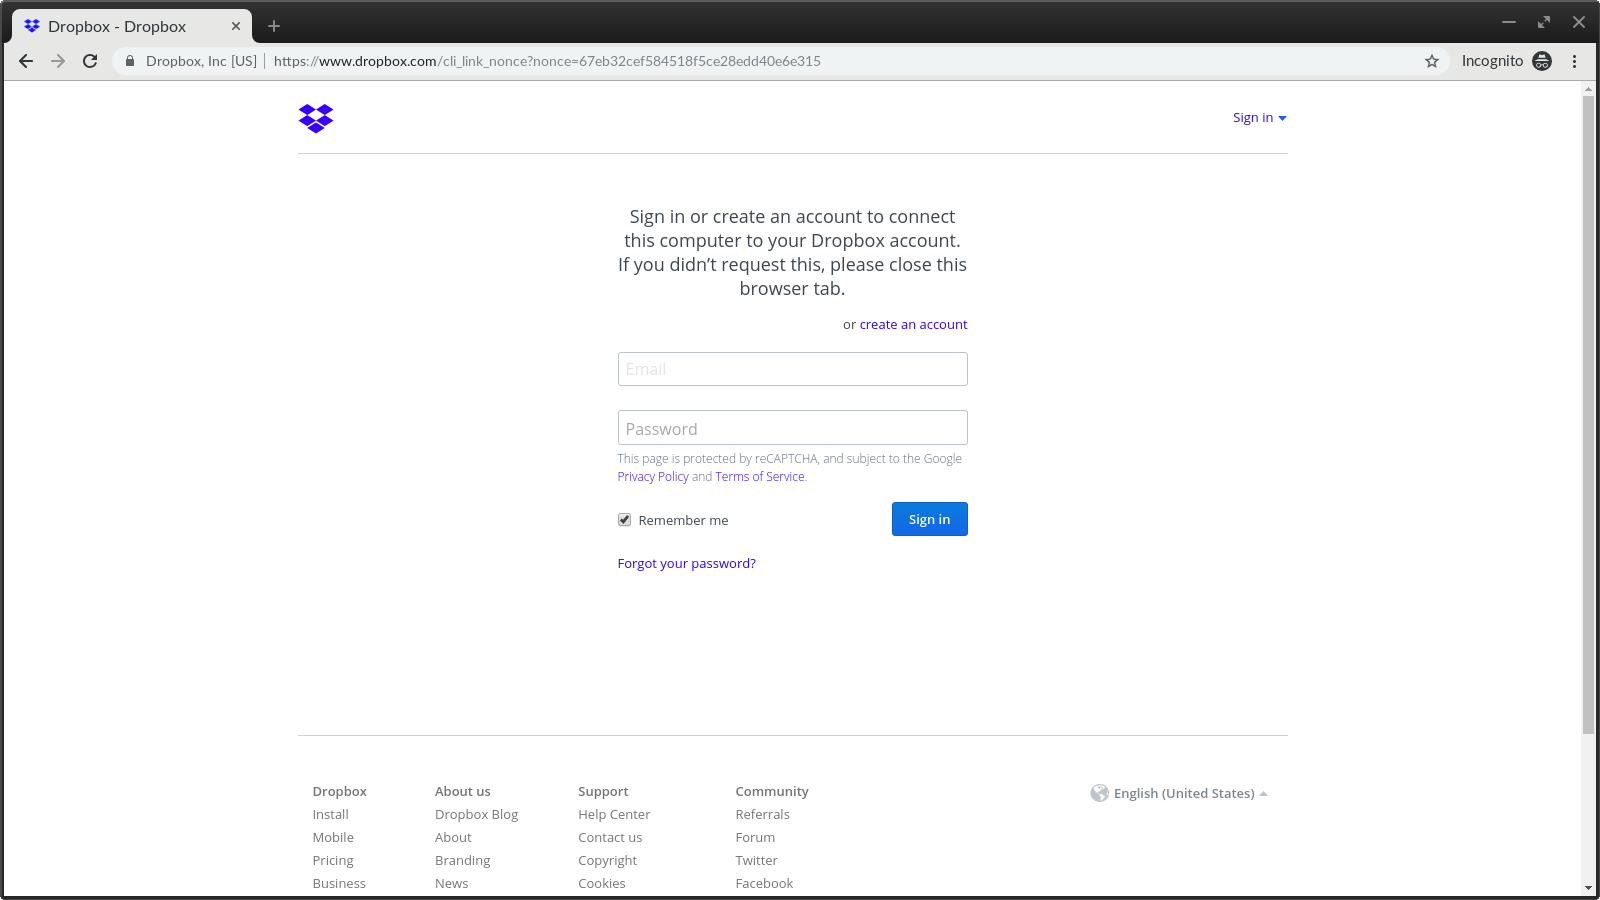 Dropbox - Dropbox
Dropbox, Inc [US] https://www.dropbox.com/cli_link_nonce?nonce=67eb32cef584518f5ce28edd40e6e315 Incognito
Sign in
Sign in or create an account to connect
this computer to your Dropbox account.
If you didn’t request this, please close this
browser tab.
or create an account
Email
Password
This page is protected by reCAPTCHA, and subject to the Google
Privacy Policy and Terms of Service.
Remember me
Sign in
Forgot your password?
Dropbox
Install
Mobile
Pricing
Business
About us
Dropbox Blog
About
Branding
News
Support
Help Center
Contact us
Copyright
Cookies
Community
Referrals
Forum
Twitter
Facebook
English (United States)